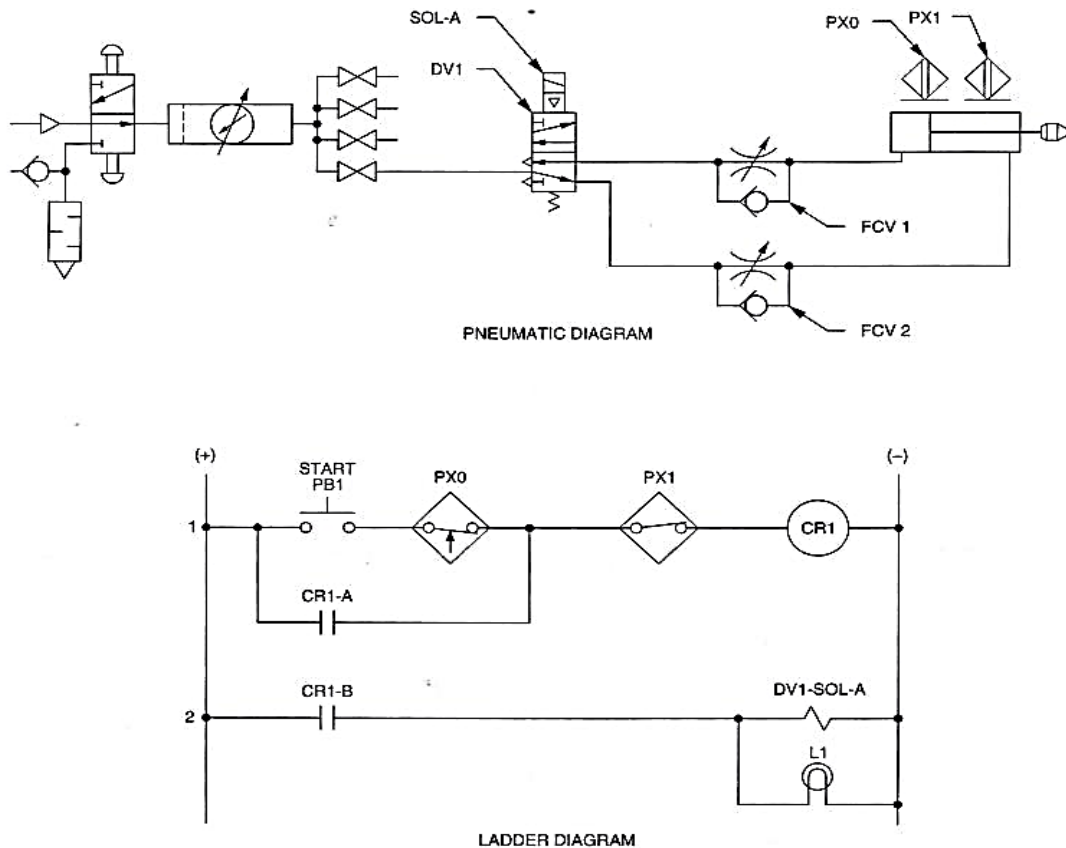 SOL-A
PX0
PX1
DV1
FCV 1
FCV 2
PNEUMATIC DIAGRAM
(+)
(−)
START
PB1
PX0
PX1
1
CR1
CR1-A
CR1-B
DV1-SOL-A
2
L1
LADDER DIAGRAM